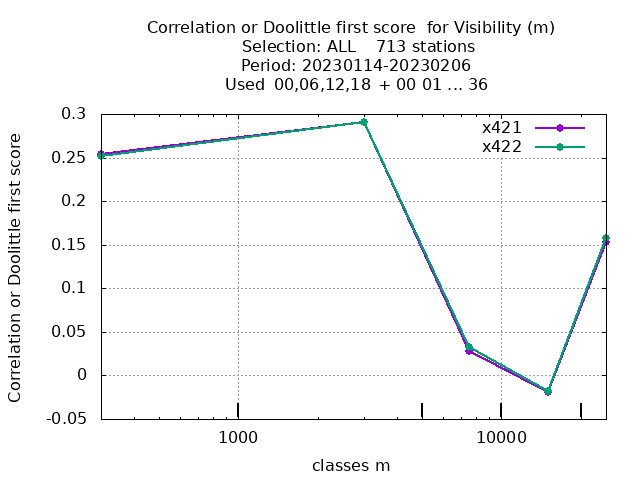 Correlation or Doolittle first score  for Visibility (m)
Selection: ALL    713 stations
Period: 20230114-20230206
Used  00,06,12,18 + 00 01 ... 36
Correlation or Doolittle first score
0.3
0.25
0.2
0.15
0.1
0.05
0
-0.05
x421
x422
1000
10000
classes m